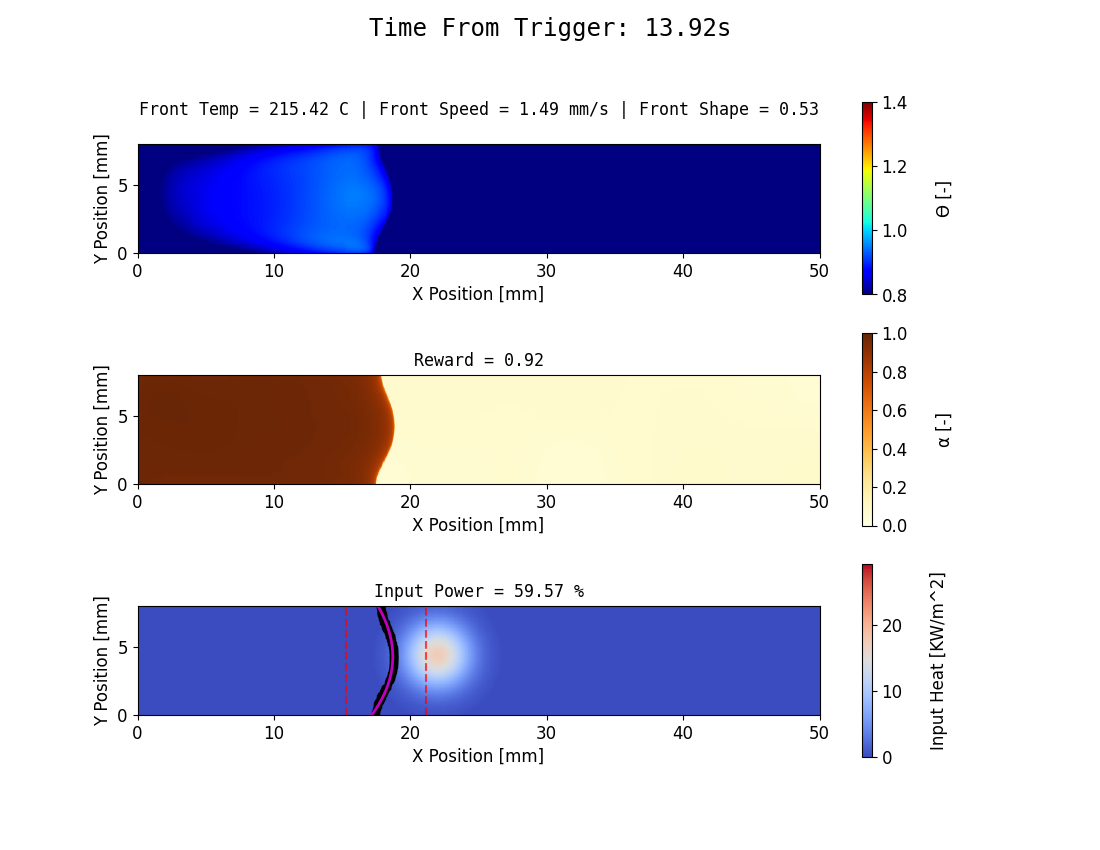 Time From Trigger: 13.92s
Front Temp = 215.42 C | Front Speed = 1.49 mm/s | Front Shape = 0.53
Y Position [mm]
5
0
0 10 20 30 40 50
X Position [mm]
1.4
1.2
1.0
0.8
Θ [-]
Reward = 0.92
Y Position [mm]
5
0
0 10 20 30 40 50
X Position [mm]
1.0
0.8
0.6
0.4
0.2
0.0
α [-]
Input Power = 59.57 %
Y Position [mm]
5
0
0 10 20 30 40 50
X Position [mm]
20
10
0
Input Heat [KW/m^2]